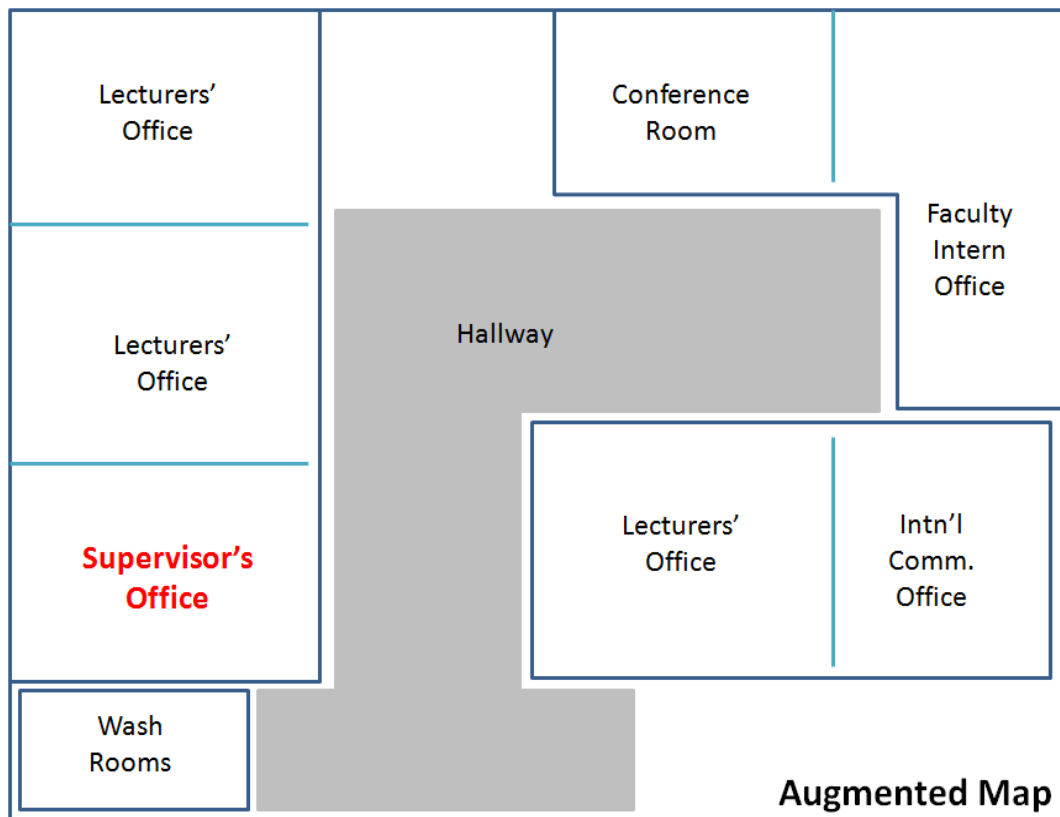 Lecturers’
Office
Conference
Room
Faculty
Intern
Office
Hallway
Lecturers’
Office
Lecturers’
Office
Intn’l
Comm.
Office
Supervisor’s
Office
Wash
Rooms
Augmented Map